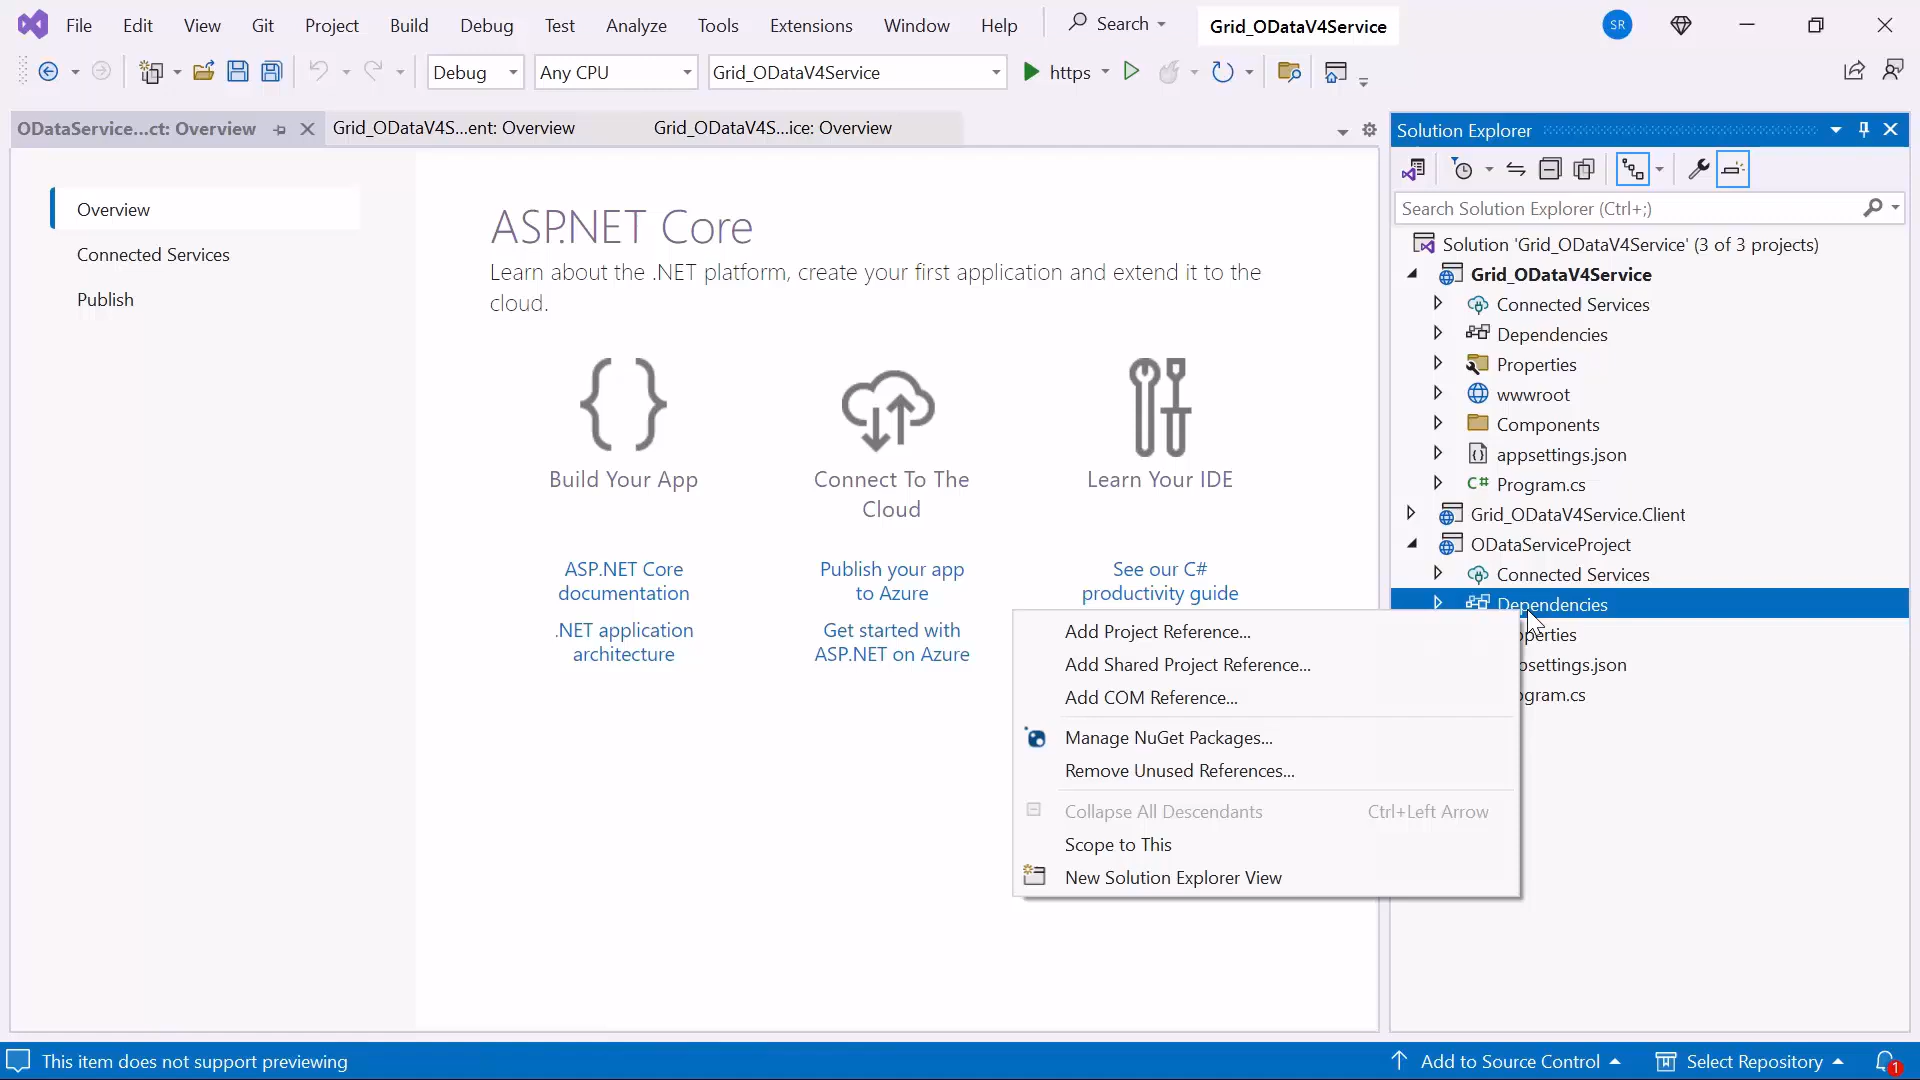 File Edit View Git Project Build Debug Test Analyze Tools Extensions Window Help Search Grid_ODataV4Service SR
Debug Any CPU Grid_ODataV4Service https
ODataService...ct: Overview Grid_ODataV4S...ent: Overview Grid_ODataV4S...ice: Overview
Overview
Connected Services
Publish
ASP.NET Core
Learn about the .NET platform, create your first application and extend it to the
cloud.
Build Your App
Connect To The
Cloud
Learn Your IDE
ASP.NET Core
documentation
.NET application
architecture
Publish your app
to Azure
Get started with
ASP.NET on Azure
See our C#
productivity guide
Solution Explorer
Search Solution Explorer (Ctrl+;)
Solution 'Grid_ODataV4Service' (3 of 3 projects)
Grid_ODataV4Service
Connected Services
Dependencies
Properties
wwwroot
Components
appsettings.json
C# Program.cs
Grid_ODataV4Service.Client
ODataServiceProject
Connected Services
Dependencies
perties
psettings.json
gram.cs
Add Project Reference...
Add Shared Project Reference...
Add COM Reference...
Manage NuGet Packages...
Remove Unused References...
Collapse All Descendants Ctrl+Left Arrow
Scope to This
New Solution Explorer View
This item does not support previewing Add to Source Control Select Repository 1